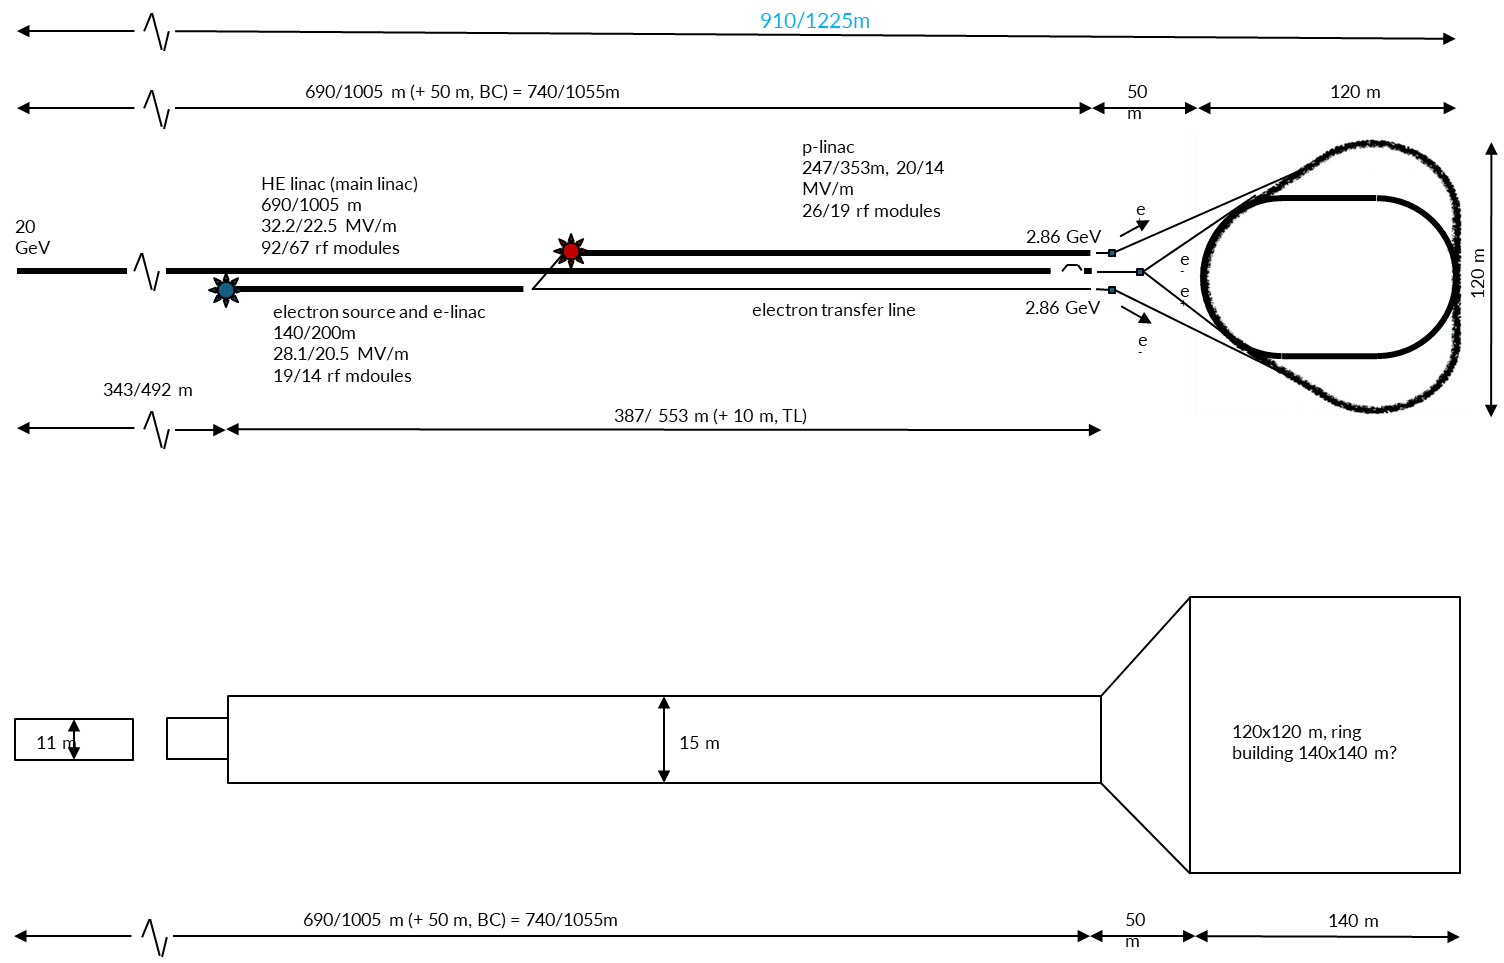 910/1225m
690/1005 m (+ 50 m, BC) = 740/1055m
50
m
120 m
p-linac
247/353m, 20/14
MV/m
26/19 rf modules
HE linac (main linac)
690/1005 m
32.2/22.5 MV/m
92/67 rf modules
20
GeV
e
+
2.86 GeV
e
-
e
+
120 m
electron source and e-linac
140/200m
28.1/20.5 MV/m
19/14 rf mdoules
electron transfer line
2.86 GeV
e
-
343/492 m
387/ 553 m (+ 10 m, TL)
11 m
15 m
120x120 m, ring
building 140x140 m?
690/1005 m (+ 50 m, BC) = 740/1055m
50
m
140 m